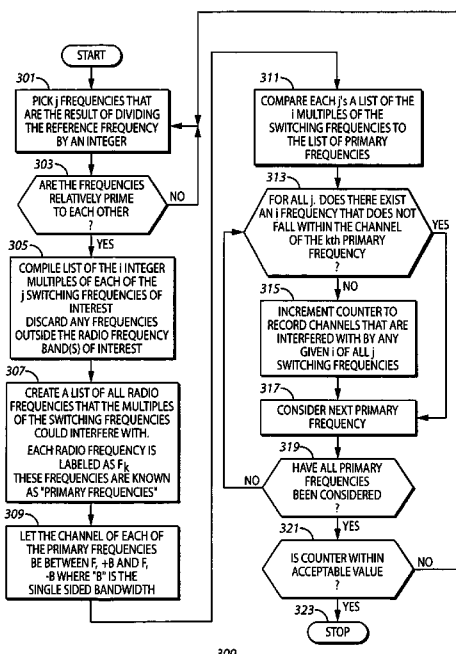 START
301
PICK j FREQUENCIES THAT
ARE THE RESULT OF DIVIDING
THE REFERENCE FREQUENCY
BY AN INTEGER
303
ARE THE FREQUENCIES
RELATIVELY PRIME
TO EACH OTHER
?
NO
YES
305
COMPILE LIST OF THE i INTEGER
MULTIPLES OF EACH OF THE
j SWITCHING FREQUENCIES OF
INTEREST
DISCARD ANY FREQUENCIES
OUTSIDE THE RADIO FREQUENCY
BAND(S) OF INTEREST
307
CREATE A LIST OF ALL RADIO
FREQUENCIES THAT THE MULTIPLES
OF THE SWITCHING FREQUENCIES
COULD INTERFERE WITH.
EACH RADIO FREQUENCY IS
LABELED AS Fk
THESE FREQUENCIES ARE KNOWN
AS "PRIMARY FREQUENCIES"
309
LET THE CHANNEL OF EACH OF
THE PRIMARY FREQUENCIES
BE BETWEEN F, +B AND F,
-B WHERE "B" IS THE
SINGLE SIDED BANDWIDTH
311
COMPARE EACH j'S A LIST OF THE
i MULTIPLES OF THE
SWITCHING FREQUENCIES TO
THE LIST OF PRIMARY
FREQUENCIES
313
FOR ALL j. DOES THERE EXIST
AN i FREQUENCY THAT DOES NOT
FALL WITHIN THE CHANNEL
OF THE kth PRIMARY
FREQUENCY
?
YES
NO
315
INCREMENT COUNTER TO
RECORD CHANNELS THAT ARE
INTERFERED WITH BY ANY
GIVEN i OF ALL j
SWITCHING FREQUENCIES
317
CONSIDER NEXT PRIMARY
FREQUENCY
319
HAVE ALL PRIMARY
FREQUENCIES
BEEN CONSIDERED
?
NO
YES
321
IS COUNTER WITHIN
ACCEPTABLE VALUE
?
NO
YES
323
STOP
300